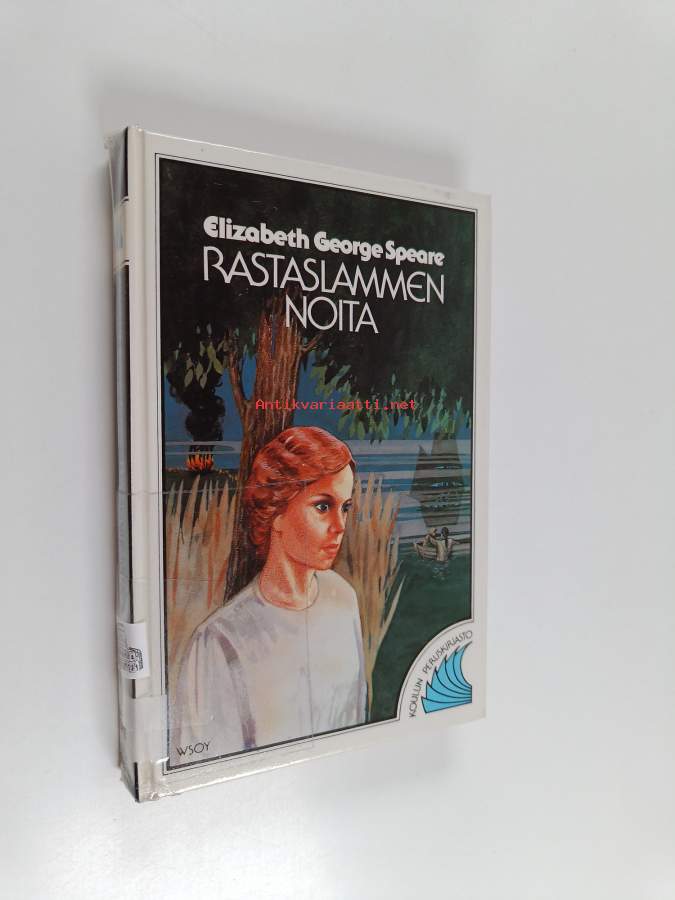 Elizabeth George Speare
RASTASLAMMEN
NOITA
Antikvariaatti.net
KOULUN PERUSKIRJASTO
WSOY